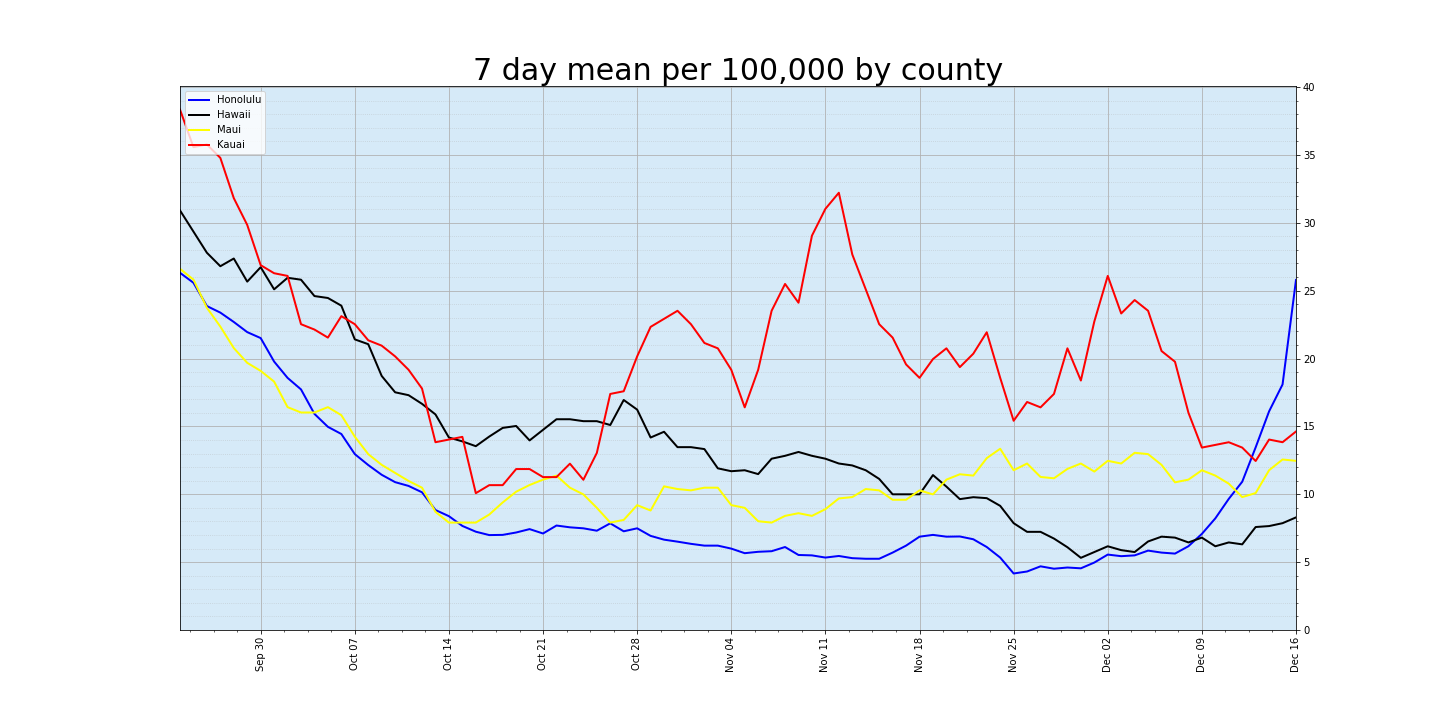 7 day mean per 100,000 by county
Honolulu
Hawaii
Maui
Kauai
40
35
30
25
20
15
10
5
0
Sep 30
Oct 07
Oct 14
Oct 21
Oct 28
Nov 04
Nov 11
Nov 18
Nov 25
Dec 02
Dec 09
Dec 16